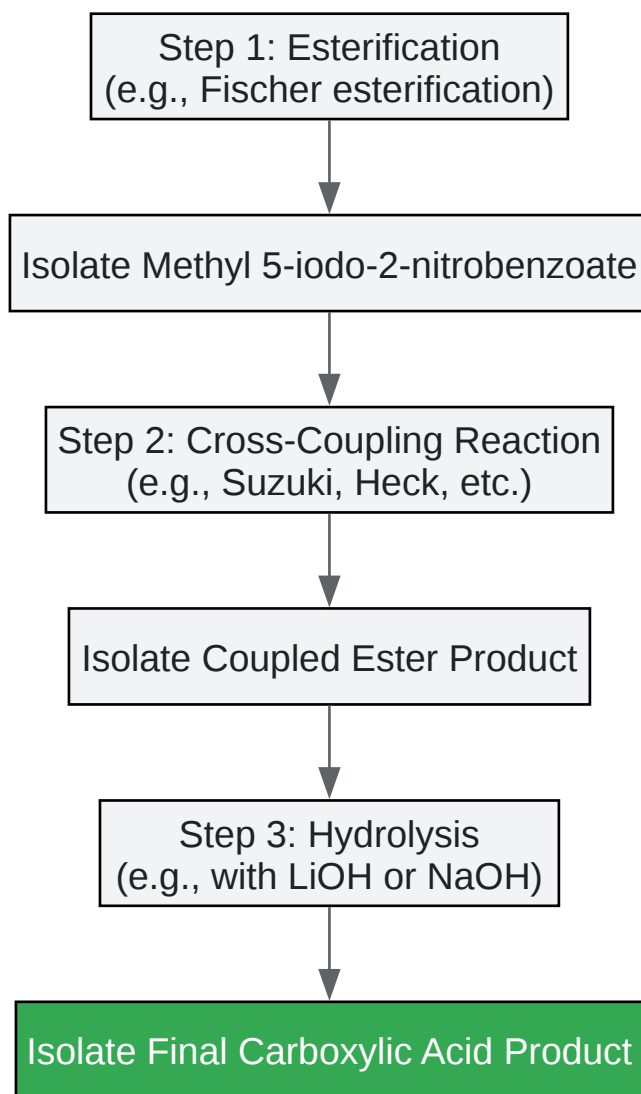 Step 1: Esterification
(e.g., Fischer esterification)
Isolate Methyl 5-iodo-2-nitrobenzoate
Step 2: Cross-Coupling Reaction
(e.g., Suzuki, Heck, etc.)
Isolate Coupled Ester Product
Step 3: Hydrolysis
(e.g., with LiOH or NaOH)
Isolate Final Carboxylic Acid Product